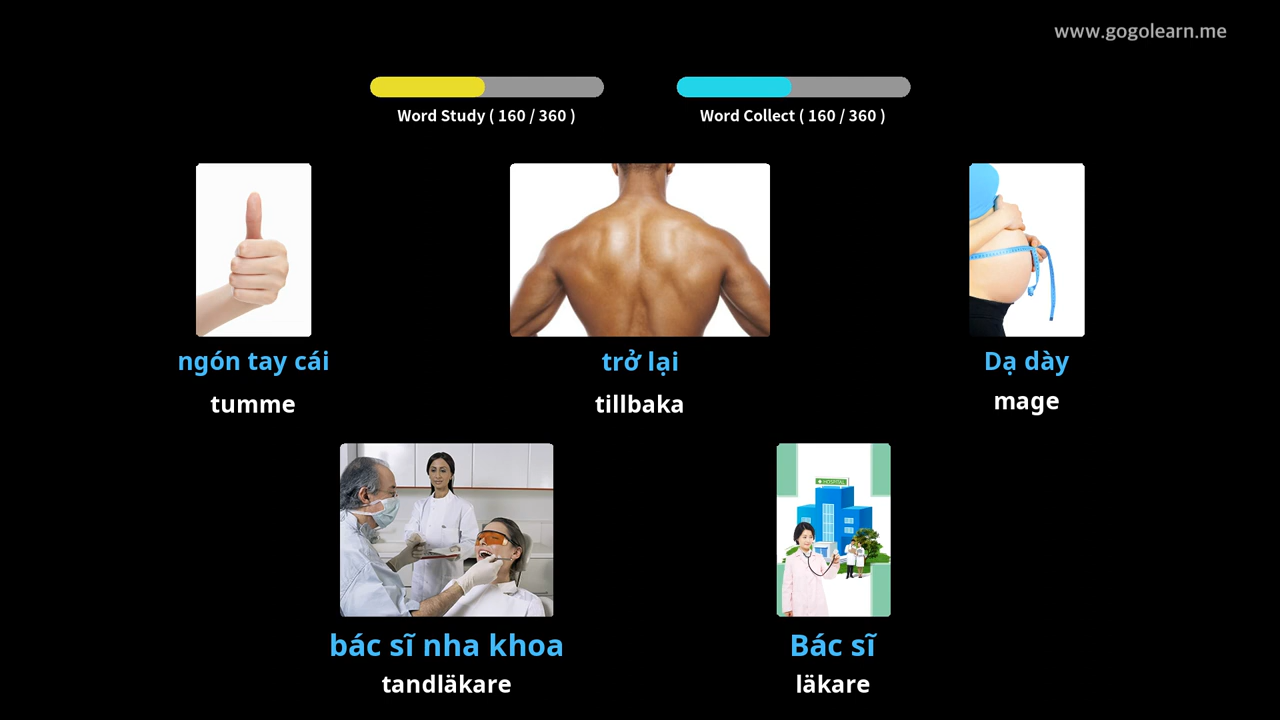 www.gogolearn.me
Word Study ( 160 / 360 )
Word Collect ( 160 / 360 )
ngón tay cái
trở lại
Dạ dày
tumme
tillbaka
mage
HOSPITAL
bác sĩ nha khoa
Bác sĩ
tandläkare
läkare